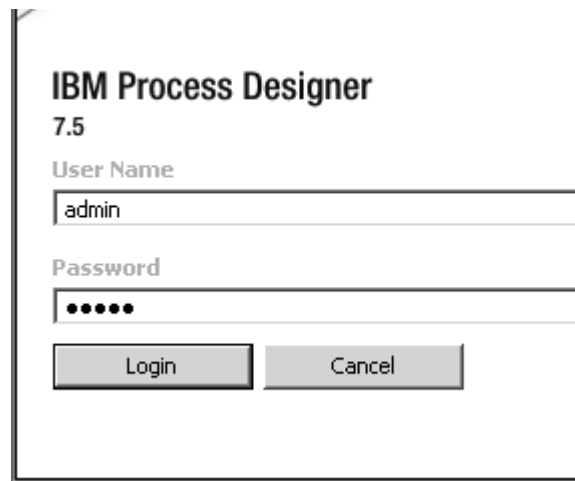 IBM Process Designer
7.5
User Name
admin
Password
•••••
Login Cancel